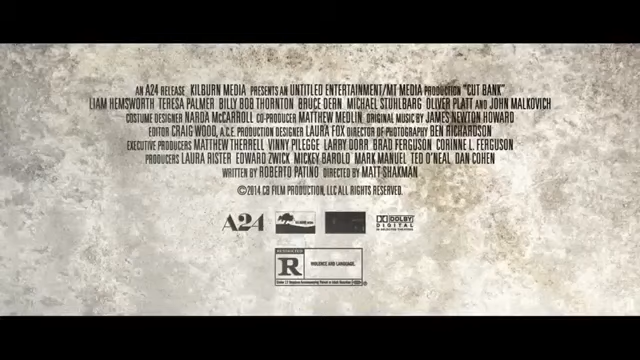 AN A24 RELEASE KILBURN MEDIA PRESENTS AN UNTITLED ENTERTAINMENT/MT MEDIA PRODUCTION "CUT BANK"
LIAM HEMSWORTH TERESA PALMER BILLY BOB THORNTON BRUCE DERN MICHAEL STUHLBARG OLIVER PLATT AND JOHN MALKOVICH
COSTUME DESIGNER NARDA McCARROLL CO-PRODUCER MATTHEW MEDLIN ORIGINAL MUSIC BY JAMES NEWTON HOWARD
EDITOR CRAIG WOOD, A.C.E. PRODUCTION DESIGNER LAURA FOX DIRECTOR OF PHOTOGRAPHY BEN RICHARDSON
EXECUTIVE PRODUCERS MATTHEW THERRELL VINNY PILEGGE LARRY DORR BRAD FERGUSON CORINNE L. FERGUSON
PRODUCERS LAURA RISTER EDWARD ZWICK MICKEY BAROLD MARK MANUEL TED O'NEAL DAN COHEN
WRITTEN BY ROBERTO PATINO DIRECTED BY MATT SHAKMAN
©2014 CB FILM PRODUCTION, LLC ALL RIGHTS RESERVED.
A24 DOLBY
DIGITAL
IN SELECTED THEATRES
RESTRICTED
R VIOLENCE AND LANGUAGE.